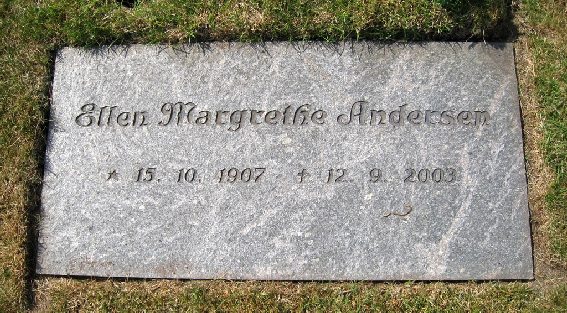 Ellen Margrethe Andersen
* 15. 10. 1907 † 12. 9. 2003